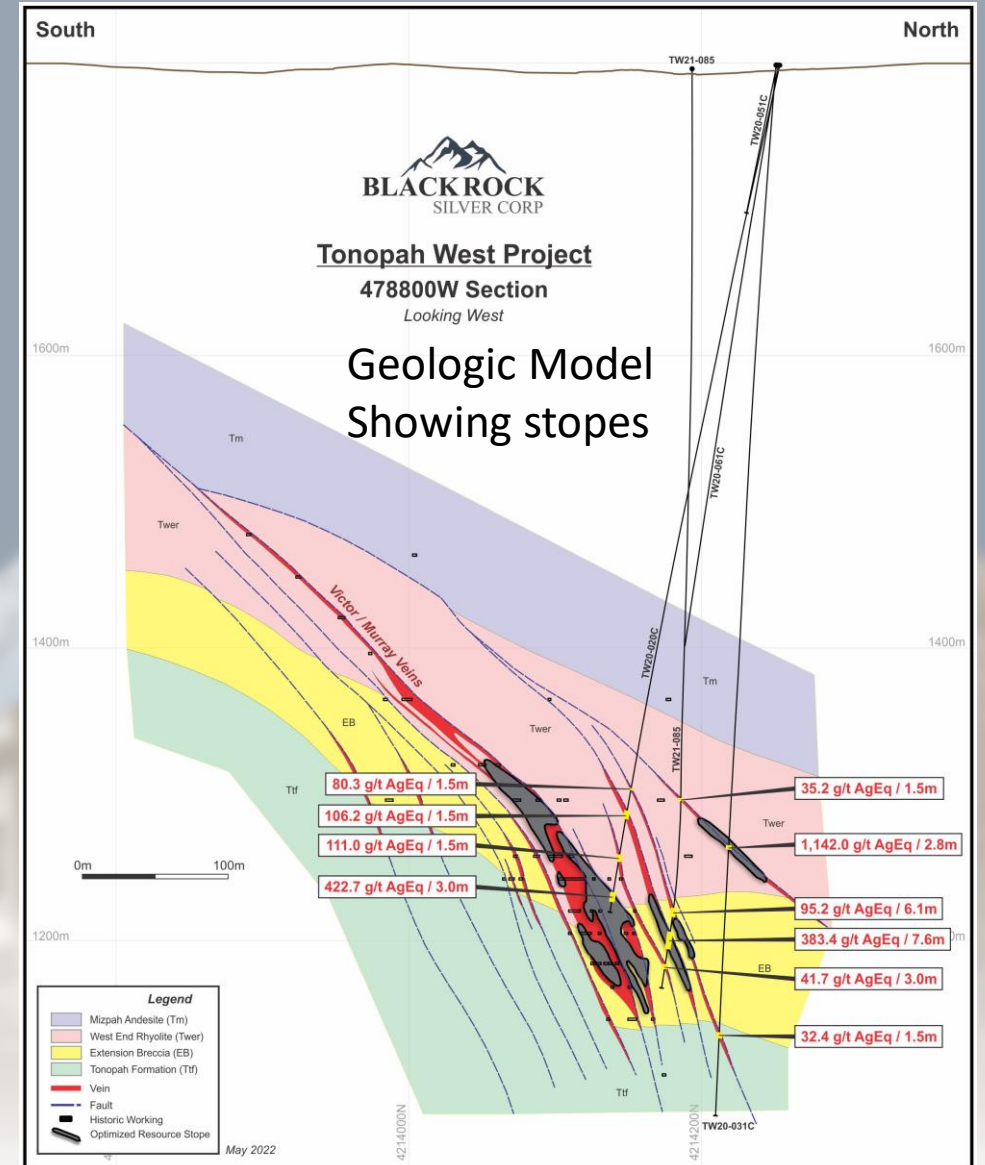 South
North
TW21-085
TW20-051C
BLACKROCK
SILVER CORP
Tonopah West Project
478800W Section
Looking West
1600m
1600m
Geologic Model
Showing stopes
Tm
TW20-061C
Twer
Victor / Murray Veins
1400m
1400m
TW20-020C
Tm
EB
Twer
TW21-085
Ttf
80.3 g/t AgEq / 1.5m
35.2 g/t AgEq / 1.5m
106.2 g/t AgEq / 1.5m
Twer
111.0 g/t AgEq / 1.5m
1,142.0 g/t AgEq / 2.8m
0m
100m
422.7 g/t AgEq / 3.0m
95.2 g/t AgEq / 6.1m
1200m
383.4 g/t AgEq / 7.6m
EB
41.7 g/t AgEq / 3.0m
Legend
Mizpah Andesite (Tm)
West End Rhyolite (Twer)
Extension Breccia (EB)
Tonopah Formation (Ttf)
Vein
Fault
Historic Working
Optimized Resource Stope
32.4 g/t AgEq / 1.5m
Ttf
4214000N
4214200N
TW20-031C
May 2022